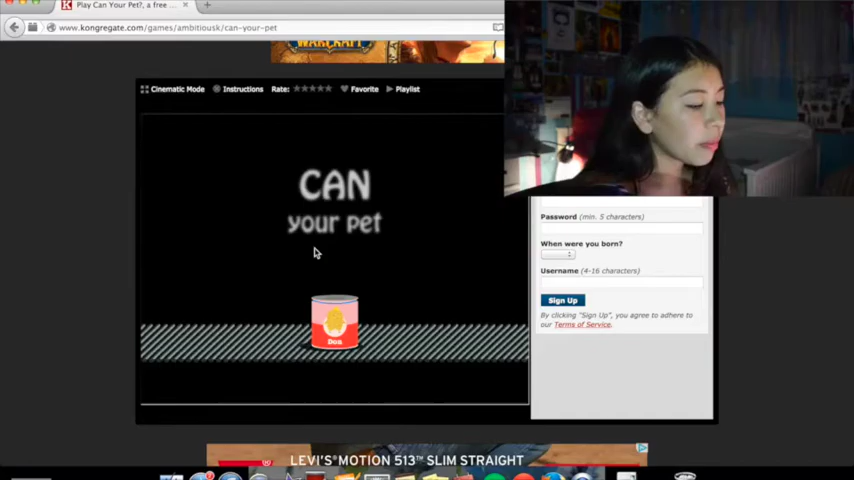 Play Can Your Pet?, a free ...
www.kongregate.com/games/ambitiousk/can-your-pet
WARCRAFT
Cinematic Mode Instructions Rate: Favorite Playlist
CAN
your pet
Password (min. 5 characters)
When were you born?
Username (4-16 characters)
Sign Up
By clicking "Sign Up", you agree to adhere to
our Terms of Service.
LEVI'S® MOTION 513™ SLIM STRAIGHT